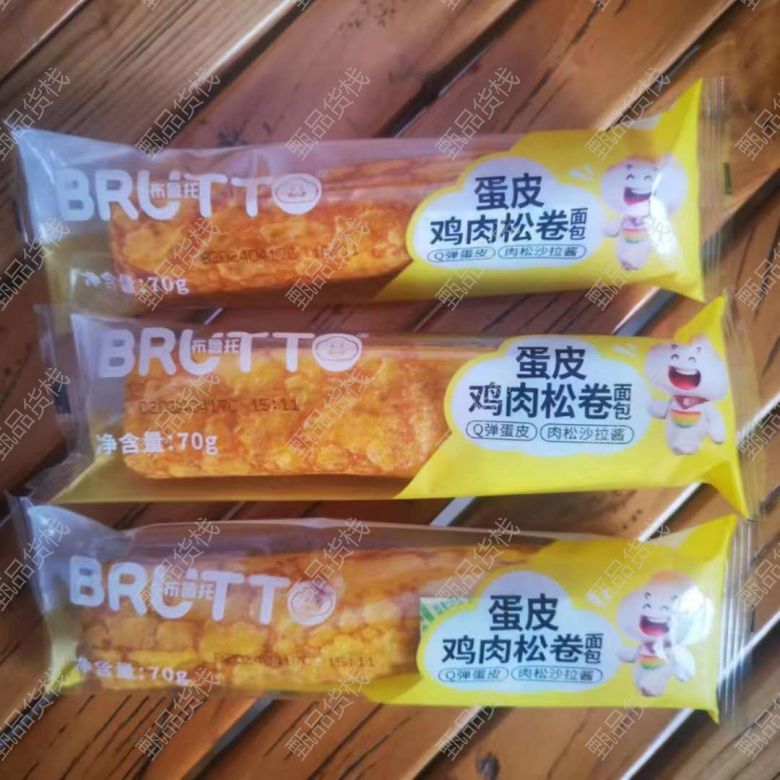 BRUTTO
布鲁托
蛋皮
鸡肉松卷面包
Q弹蛋皮 肉松沙拉酱
净含量:70g
BRUTTO
布鲁托
蛋皮
鸡肉松卷面包
Q弹蛋皮 肉松沙拉酱
15:11
净含量:70g
BRUTTO
布鲁托
蛋皮
鸡肉松卷面包
Q弹蛋皮 肉松沙拉酱
15:11
净含量:70g
甄品货栈